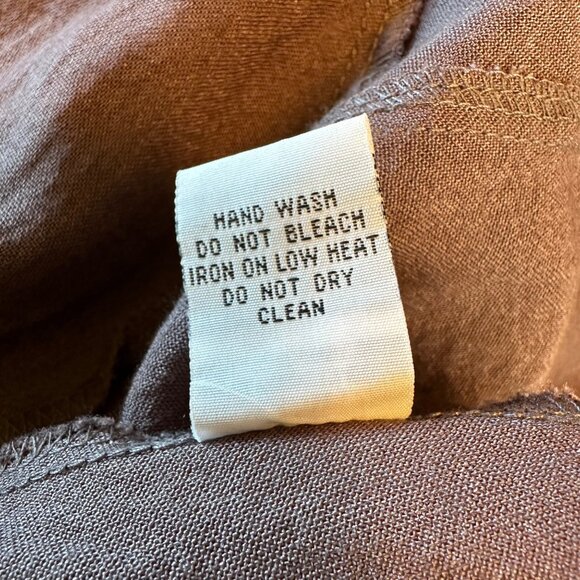 HAND WASH
DO NOT BLEACH
IRON ON LOW HEAT
DO NOT DRY
CLEAN